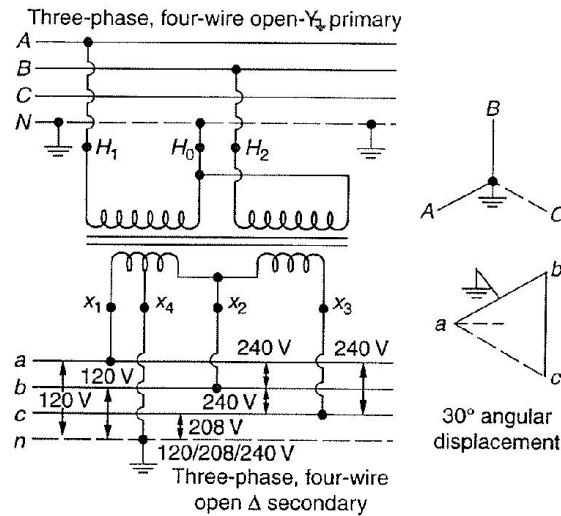 Three-phase, four-wire open-Y primary
A
B
C
N
H₁ H₀ H₂
B
A C
x₁ x₄ x₂ x₃
a 240 V 240 V
120 V
b
120 V 240 V
c
208 V
n
120/208/240 V
Three-phase, four-wire
open Δ secondary
b
a
c
30° angular
displacement